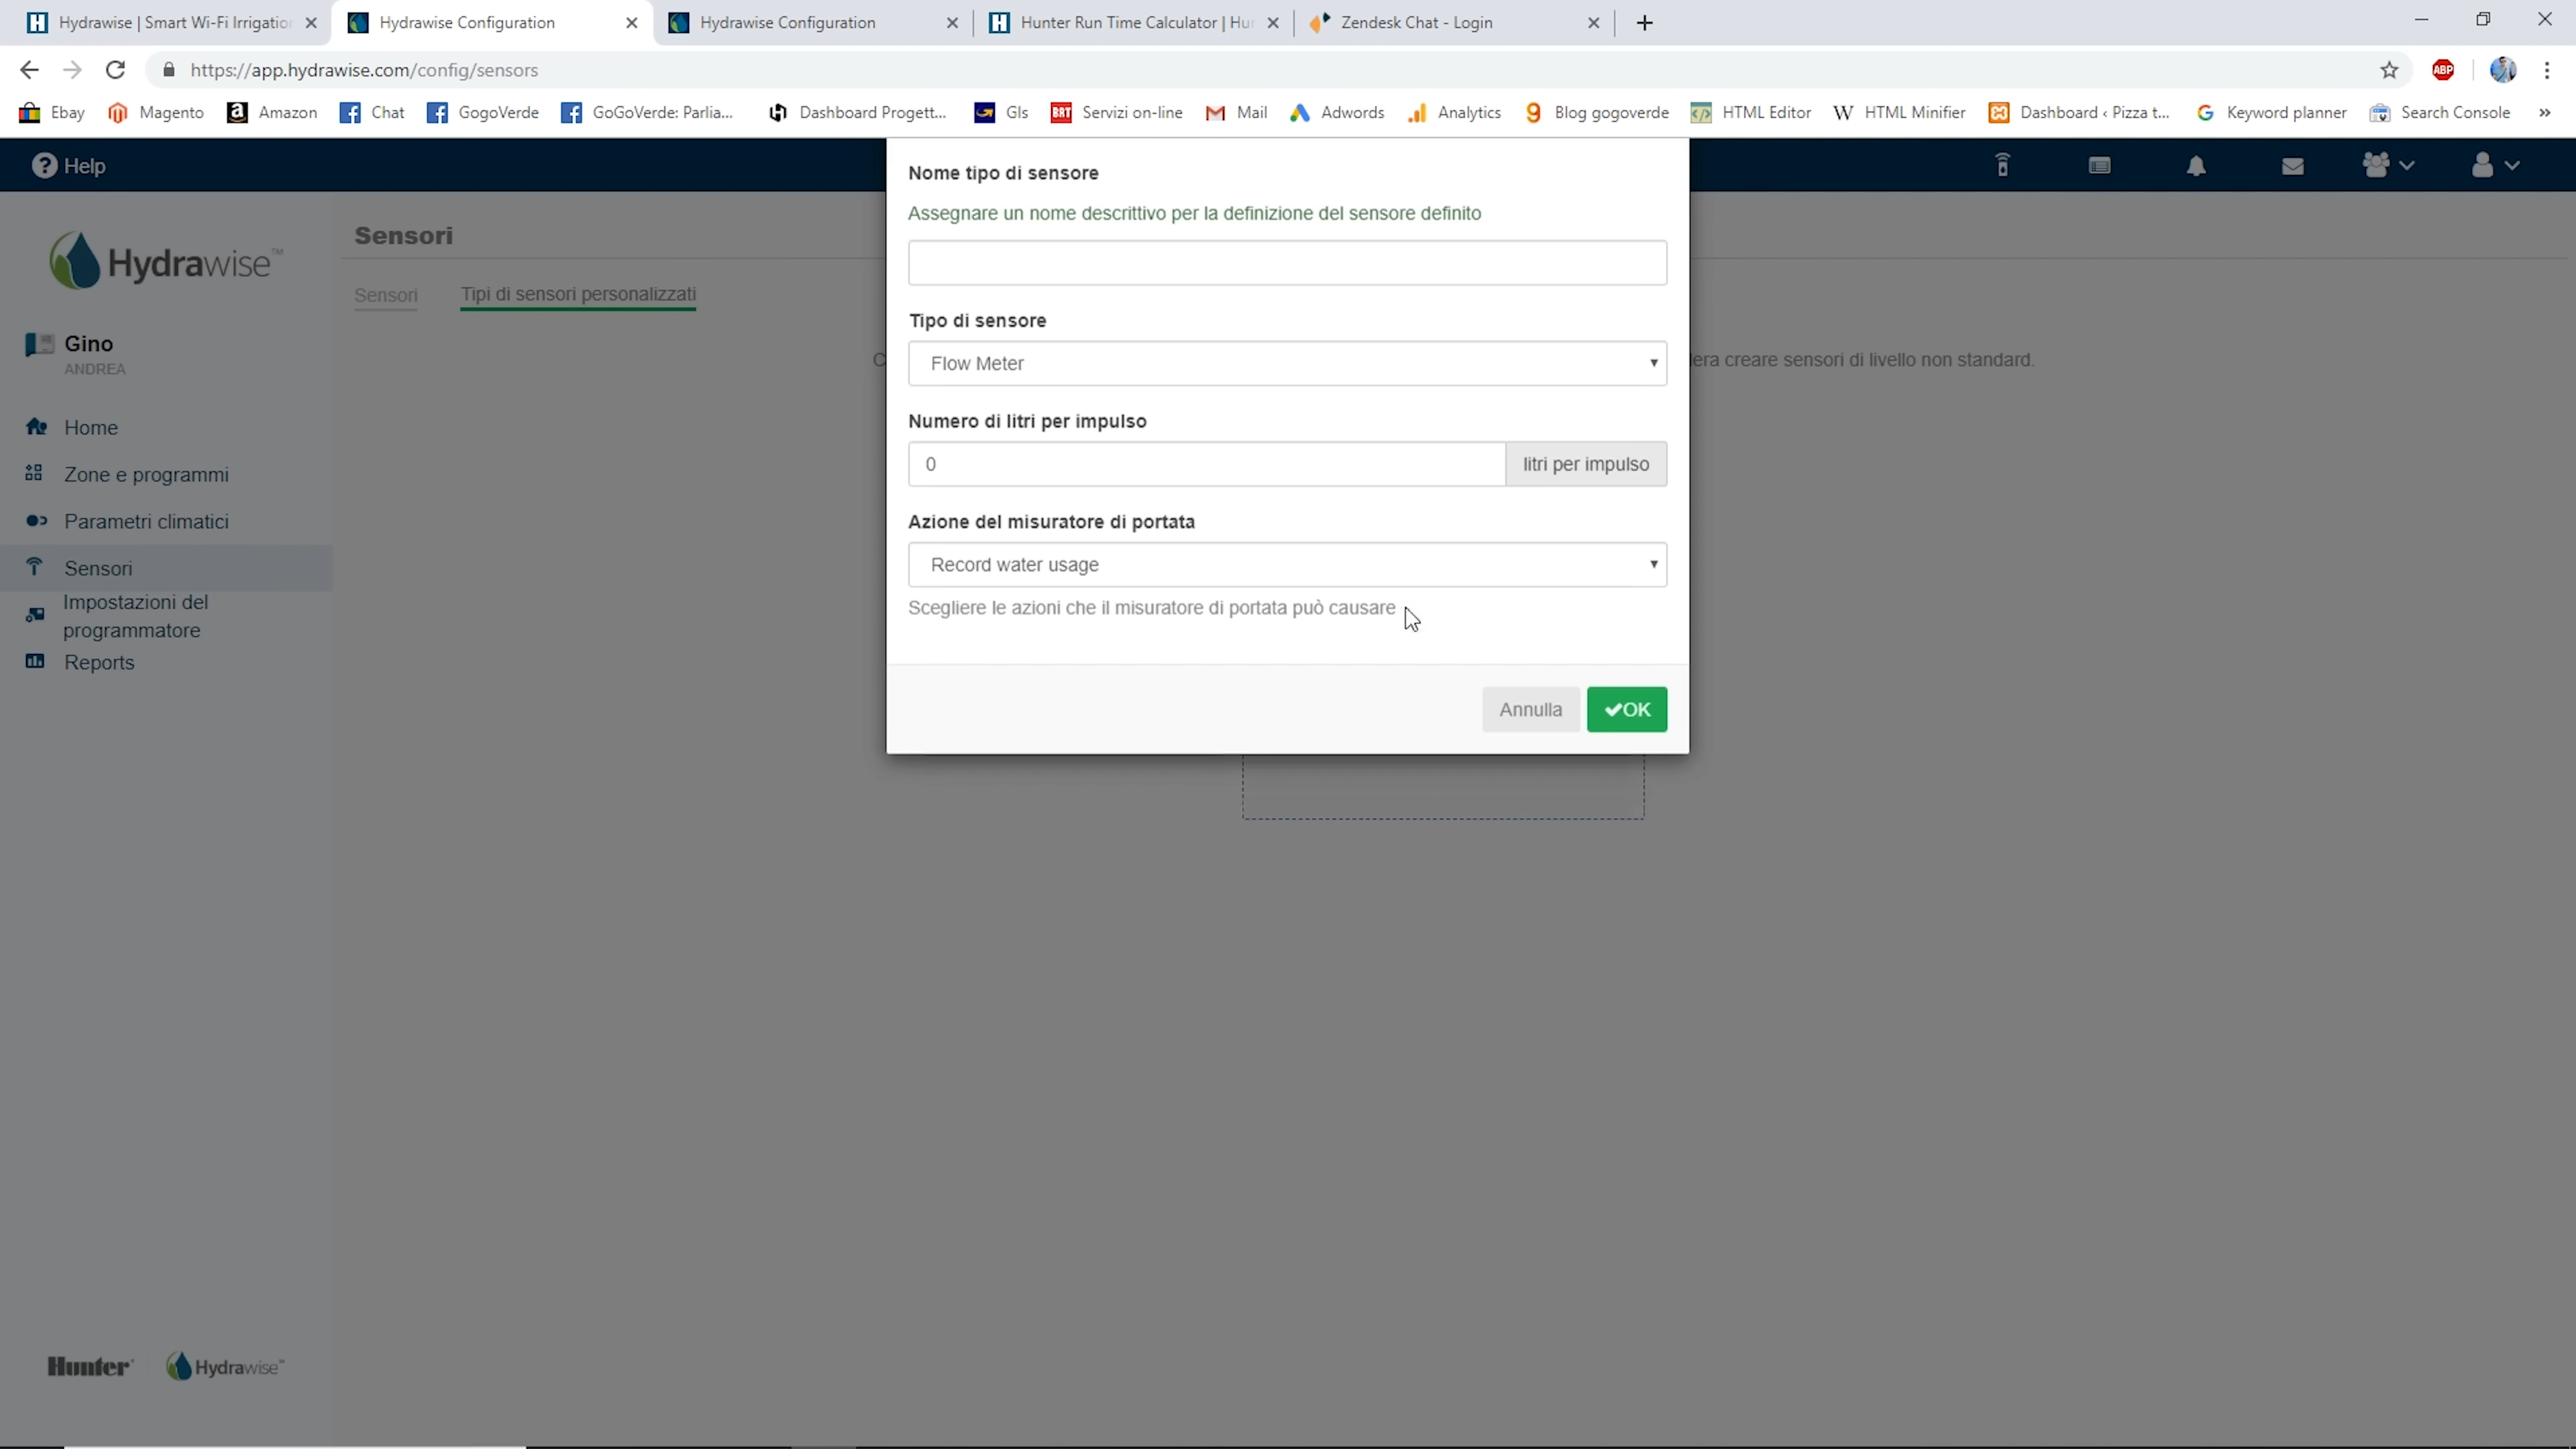 Hydrawise | Smart Wi-Fi Irrigation
Hydrawise Configuration
Hydrawise Configuration
Hunter Run Time Calculator | Hu
Zendesk Chat - Login
https://app.hydrawise.com/config/sensors
ABP
Ebay
Magento
Amazon
Chat
GogoVerde
GoGoVerde: Parlia...
Dashboard Progett...
Gls
BRT
Servizi on-line
Mail
Adwords
Analytics
Blog gogoverde
HTML Editor
HTML Minifier
Dashboard ‹ Pizza t...
Keyword planner
Search Console
»
Help
Hydrawise™
Gino
ANDREA
Home
Zone e programmi
Parametri climatici
Sensori
Impostazioni del
programmatore
Reports
Hunter®
Hydrawise™
Sensori
Sensori
Tipi di sensori personalizzati
creare sensori di livello non standard.
Nome tipo di sensore
Assegnare un nome descrittivo per la definizione del sensore definito
Tipo di sensore
Flow Meter
Numero di litri per impulso
0
litri per impulso
Azione del misuratore di portata
Record water usage
Scegliere le azioni che il misuratore di portata può causare
Annulla
OK